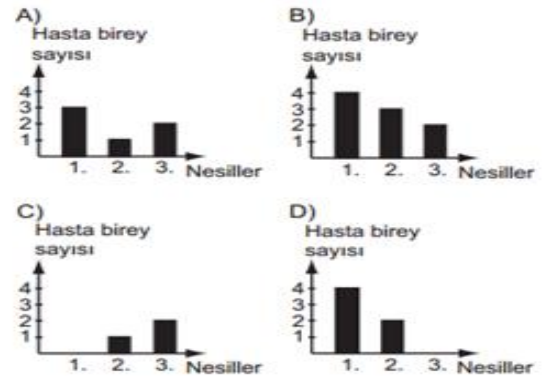 A)
Hasta birey
sayısı
4
3
2
1
1. 2. 3. Nesiller
B)
Hasta birey
sayısı
4
3
2
1
1. 2. 3. Nesiller
C)
Hasta birey
sayısı
4
3
2
1
1. 2. 3. Nesiller
D)
Hasta birey
sayısı
4
3
2
1
1. 2. 3. Nesiller